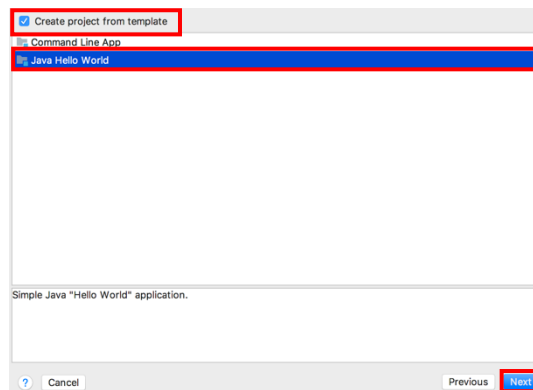 Create project from template
Command Line App
Java Hello World
Simple Java "Hello World" application.
? Cancel Previous Next